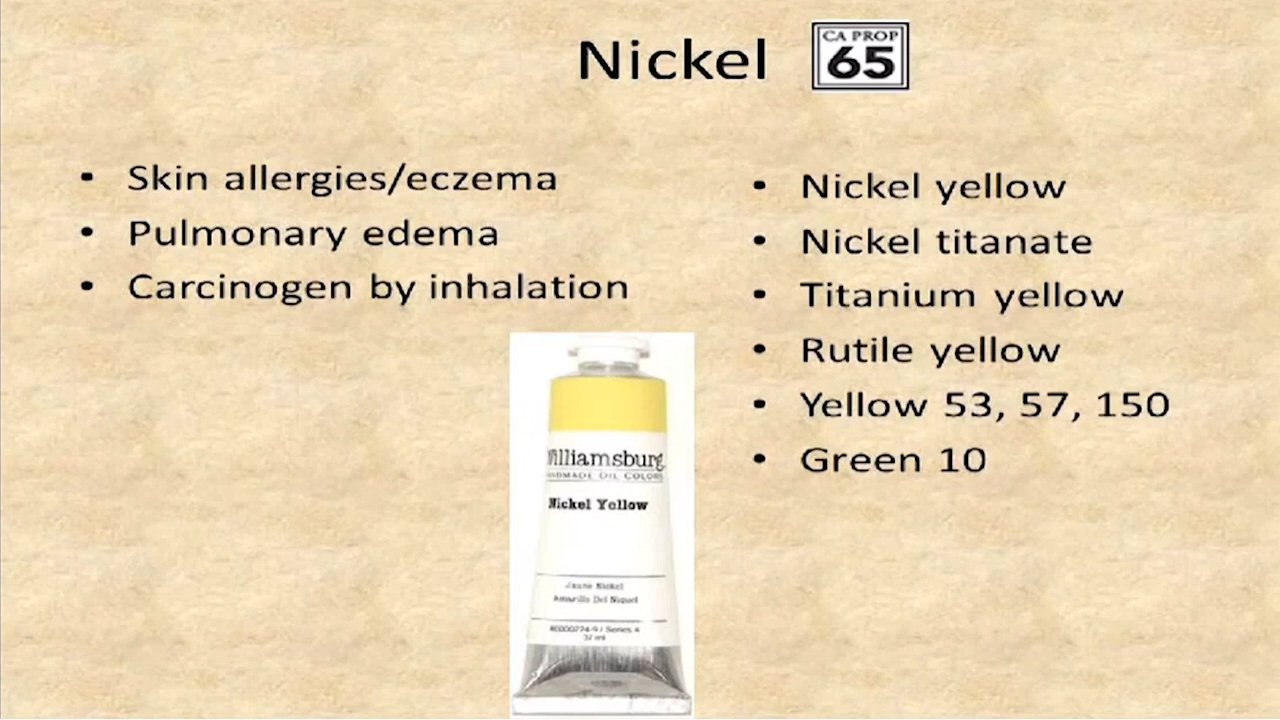 Nickel
CA PROP
65
Skin allergies/eczema
Pulmonary edema
Carcinogen by inhalation
Nickel yellow
Nickel titanate
Titanium yellow
Rutile yellow
Yellow 53, 57, 150
Green 10
Williamsburg
HANDMADE OIL COLORS
Nickel Yellow
Jaune Nickel
Amarillo Del Niquel
Series 4
37 ml